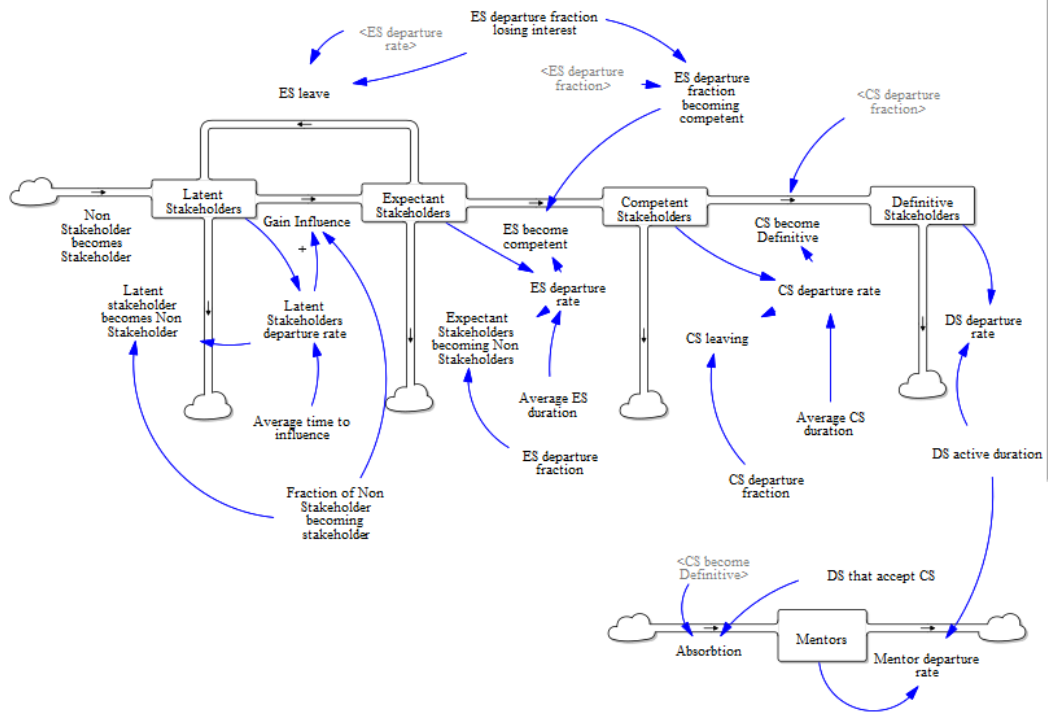 ES departure fraction
losing interest
<ES departure
rate>
<ES departure
fraction>
ES departure
fraction
becoming
competent
ES leave
<CS departure
fraction>
Latent
Stakeholders
Expectant
Stakeholders
Competent
Stakeholders
Definitive
Stakeholders
Non
Stakeholder
becomes
Stakeholder
Gain Influence
+
ES become
competent
CS become
Definitive
Latent
stakeholder
becomes Non
Stakeholder
Latent
Stakeholders
departure rate
ES departure
rate
CS departure rate
Expectant
Stakeholders
becoming Non
Stakeholders
CS leaving
DS departure
rate
Average time to
influence
Average ES
duration
Average CS
duration
ES departure
fraction
CS departure
fraction
DS active duration
Fraction of Non
Stakeholder
becoming
stakeholder
<CS become
Definitive>
DS that accept CS
Absorbtion
Mentors
Mentor departure
rate